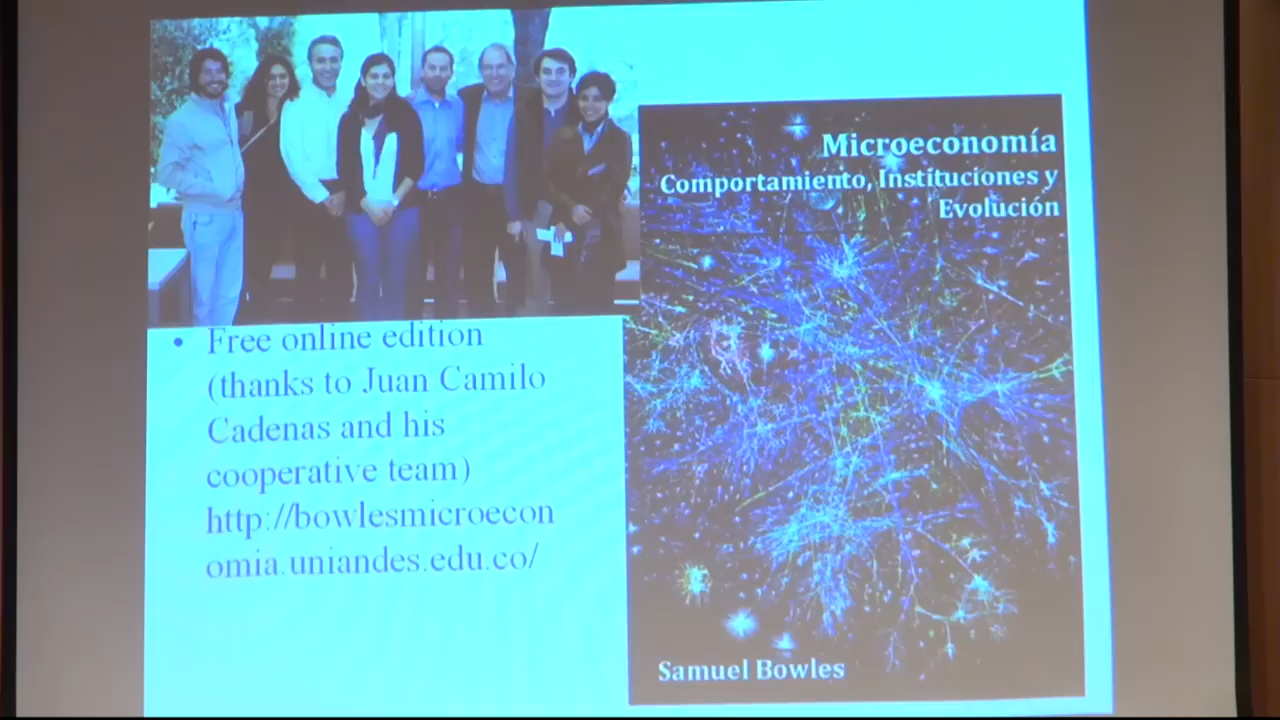 Microeconomía
Comportamiento, Instituciones y
Evolución
• Free online edition
(thanks to Juan Camilo
Cadenas and his
cooperative team)
http://bowlesmicroecon
omia.uniandes.edu.co/
Samuel Bowles